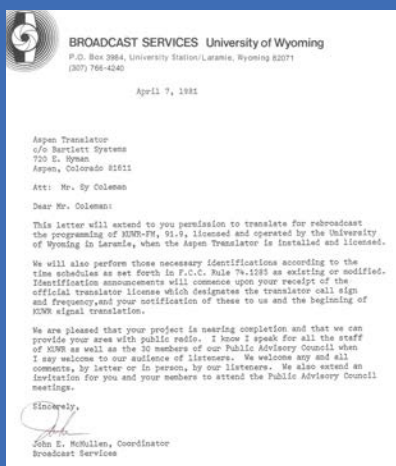 BROADCAST SERVICES University of Wyoming
P.O. Box 3984, University Station/Laramie, Wyoming 82071
(307) 766-4240
April 7, 1981
Aspen Translator
c/o Bartlett Systems
720 E. Hyman
Aspen, Colorado 81611
Att: Mr. Sy Coleman
Dear Mr. Coleman:
This letter will extend to you permission to translate for rebroadcast
the programming of KUWR-FM, 91.9, licensed and operated by the University
of Wyoming in Laramie, when the Aspen Translator is installed and licensed.
We will also perform those necessary identifications according to the
time schedules as set forth in F.C.C. Rule 74.1283 as existing or modified.
Identification announcements will commence upon your receipt of the
official translator license which designates the translator call sign
and frequency,and your notification of these to us and the beginning of
KUWR signal translation.
We are pleased that your project is nearing completion and that we can
provide your area with public radio. I know I speak for all the staff
of KUWR as well as the 30 members of our Public Advisory Council when
I say welcome to our audience of listeners. We welcome any and all
comments, by letter or in person, by our listeners. We also extend an
invitation for you and your members to attend the Public Advisory Council
meetings.
Sincerely,
John E. McMullen, Coordinator
Broadcast Services